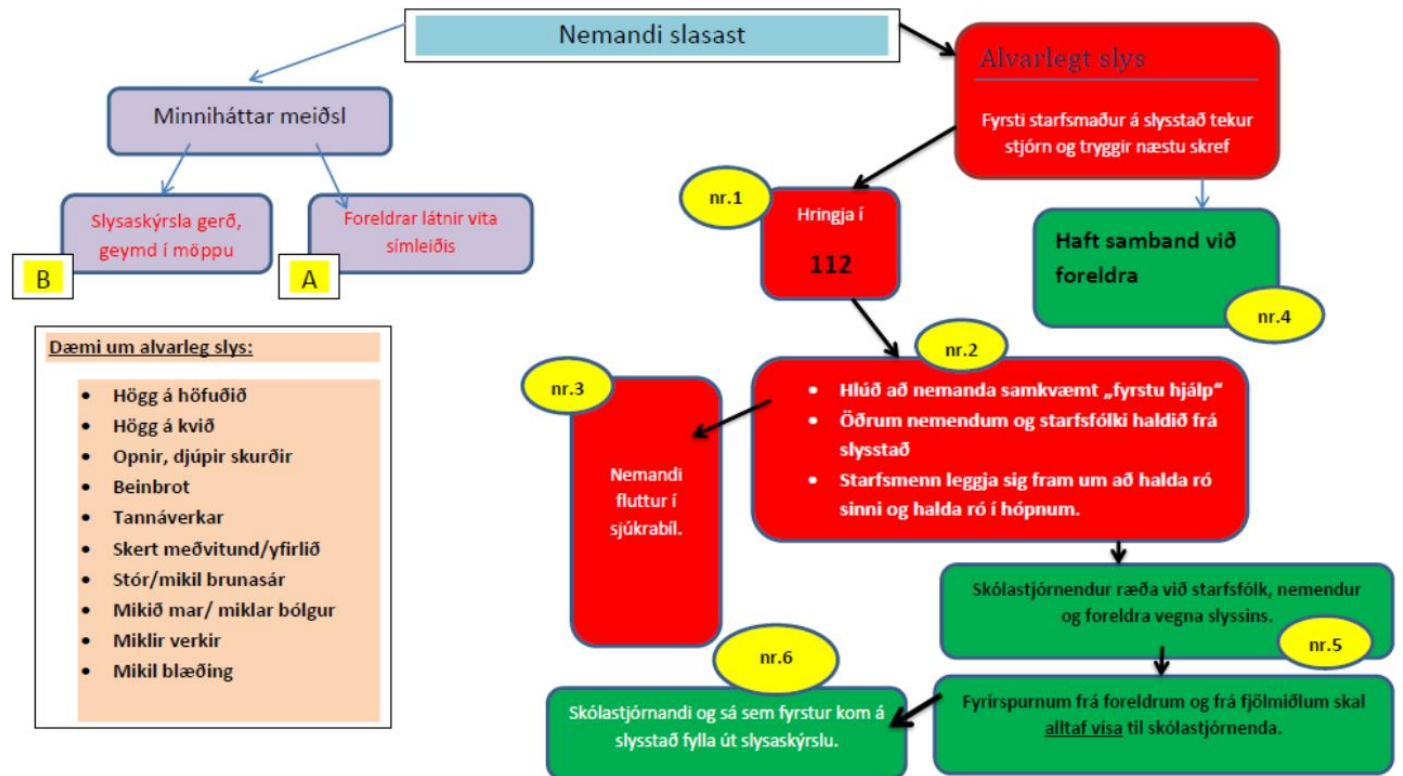 Nemandi slasast
Minniháttar meiðsl
Slysaskýrsla gerð,
geymd í möppu
B
Foreldrar látnir vita
símleiðis
A
Dæmi um alvarleg slys:
• Högg á höfuðið
• Högg á kvið
• Opnir, djúpir skurðir
• Beinbrot
• Tannáverkar
• Skert meðvitund/yfirlið
• Stór/mikil brunasár
• Mikið mar/ miklar bólgur
• Miklir verkir
• Mikil blæðing
Alvarlegt slys
Fyrsti starfsmaður á slysstað tekur
stjórn og tryggir næstu skref
nr.1
Hringja í
112
Haft samband við
foreldra
nr.4
nr.2
• Hlúð að nemanda samkvæmt „fyrstu hjálp“
• Öðrum nemendum og starfsfólki haldið frá
slysstað
• Starfsmenn leggja sig fram um að halda ró
sinni og halda ró í hópnum.
nr.3
Nemandi
fluttur í
sjúkrabíl.
Skólastjórnendur ræða við starfsfólk, nemendur
og foreldra vegna slyssins.
nr.5
Fyrirspurnum frá foreldrum og frá fjölmiðlum skal
alltaf vísa til skólastjórnenda.
nr.6
Skólastjórnandi og sá sem fyrstur kom á
slysstað fylla út slysaskýrslu.